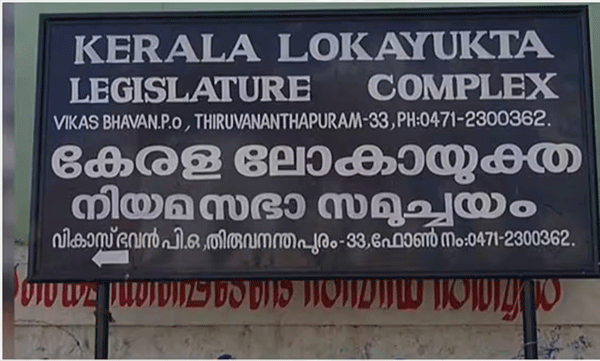 KERALA LOKAYUKTA
LEGISLATURE COMPLEX
VIKAS BHAVAN.P.O, THIRUVANANTHAPURAM-33,PH:0471-2300362.
കേരള ലോകായുക്ത
നിയമസഭാ സമുച്ചയം
വികാസ് ഭവൻ പി.ഒ,തിരുവനന്തപുരം-33,ഫോൺ നം:0471-2300362.